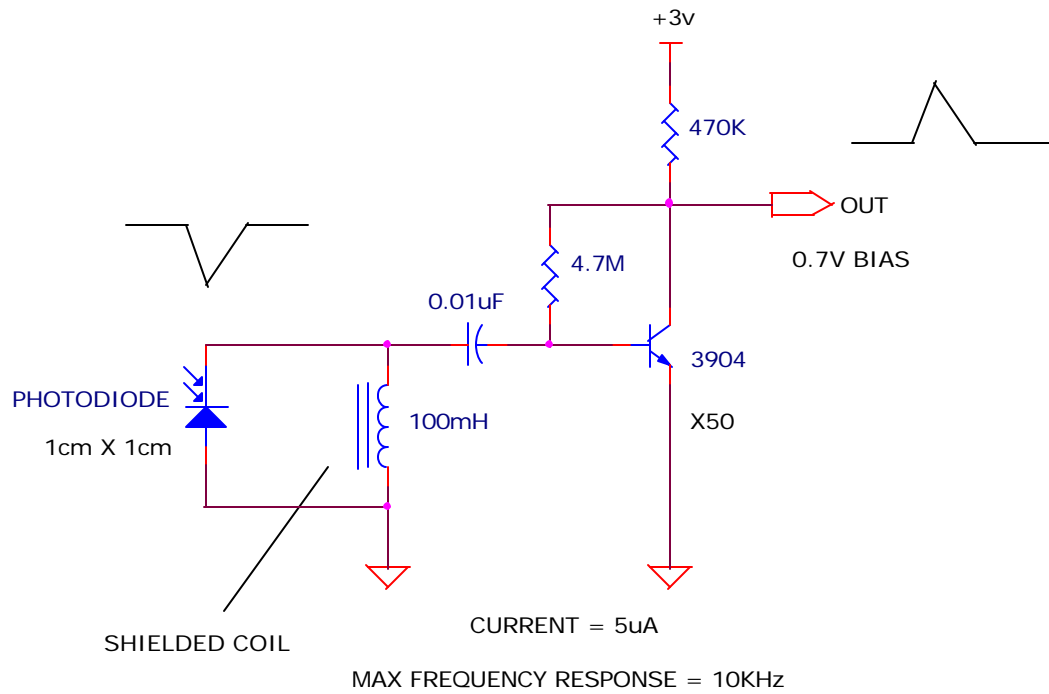 +3v
470K
OUT
0.7V BIAS
4.7M
0.01uF
3904
X50
PHOTODIODE
1cm X 1cm
100mH
SHIELDED COIL
CURRENT = 5uA
MAX FREQUENCY RESPONSE = 10KHz